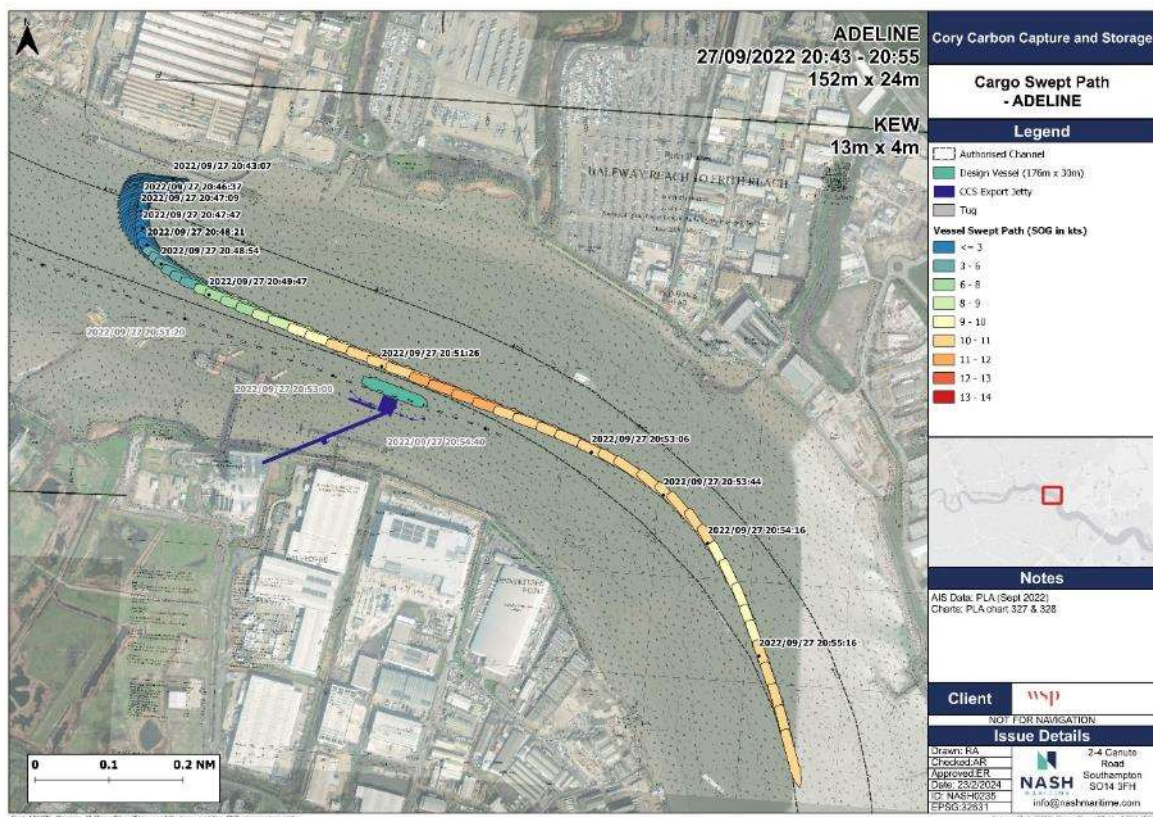 ADELINE
27/09/2022 20:43 - 20:55
152m x 24m
KEW
13m x 4m
HALFWAY REACH TO ERITH REACH
2022/09/27 20:43:07
2022/09/27 20:46:37
2022/09/27 20:47:09
2022/09/27 20:47:47
2022/09/27 20:48:21
2022/09/27 20:48:54
2022/09/27 20:49:47
2022/09/27 20:51:20
2022/09/27 20:51:26
2022/09/27 20:53:00
2022/09/27 20:54:40
2022/09/27 20:53:06
2022/09/27 20:53:44
2022/09/27 20:54:16
2022/09/27 20:55:16
0 0.1 0.2 NM
Cory Carbon Capture and Storage
Cargo Swept Path
- ADELINE
Legend
Authorised Channel
Design Vessel (176m x 30m)
CCS Export Jetty
Tug
Vessel Swept Path (SOG in kts)
<= 3
3 - 6
6 - 8
8 - 9
9 - 10
10 - 11
11 - 12
12 - 13
13 - 14
Notes
AIS Data: PLA (Sept 2022)
Charts: PLA chart 327 & 328
Client
wsp
NOT FOR NAVIGATION
Issue Details
Drawn: RA
Checked:AR
Approved:ER
Date: 23/2/2024
ID: NASH0235
EPSG:32631
NASH
MARITIME
2-4 Canute
Road
Southampton
SO14 3FH
info@nashmaritime.com